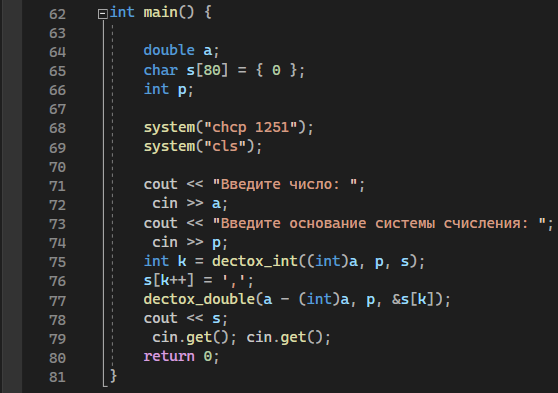 62 int main() {
63
64 double a;
65 char s[80] = { 0 };
66 int p;
67
68 system("chcp 1251");
69 system("cls");
70
71 cout << "Введите число: ";
72 cin >> a;
73 cout << "Введите основание системы счисления: ";
74 cin >> p;
75 int k = dectox_int((int)a, p, s);
76 s[k++] = ',';
77 dectox_double(a - (int)a, p, &s[k]);
78 cout << s;
79 cin.get(); cin.get();
80 return 0;
81 }